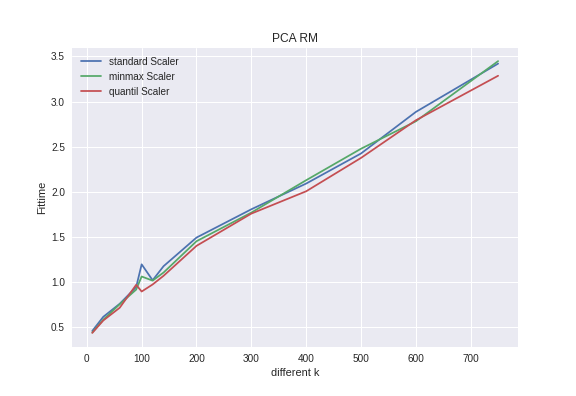 PCA RM
standard Scaler
minmax Scaler
quantil Scaler
3.5
3.0
2.5
2.0
1.5
1.0
0.5
Fittime
0 100 200 300 400 500 600 700
different k